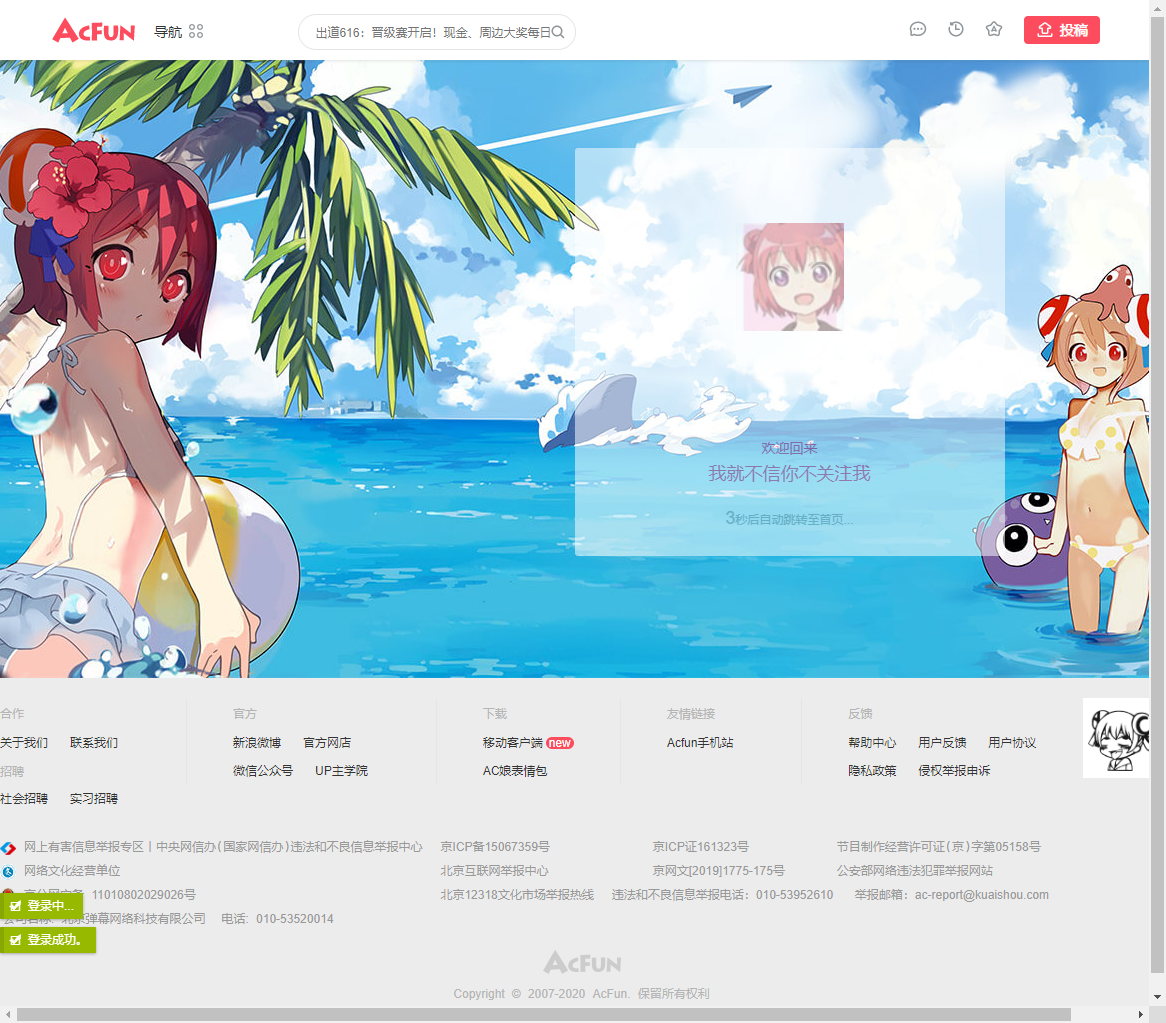 AcFun 导航 出道616：晋级赛开启！现金、周边大奖每日 投稿
欢迎回来
我就不信你不关注我
3秒后自动跳转至首页...
合作 官方 下载 友情链接 反馈
关于我们 联系我们 新浪微博 官方网店 移动客户端 new Acfun手机站 帮助中心 用户反馈 用户协议
招聘 微信公众号 UP主学院 AC娘表情包 隐私政策 侵权举报申诉
社会招聘 实习招聘
网上有害信息举报专区丨中央网信办(国家网信办)违法和不良信息举报中心 京ICP备15067359号 京ICP证161323号 节目制作经营许可证(京)字第05158号
网络文化经营单位 北京互联网举报中心 京网文[2019]1775-175号 公安部网络违法犯罪举报网站
京公网安备 11010802029026号 北京12318文化市场举报热线 违法和不良信息举报电话：010-53952610 举报邮箱：ac-report@kuaishou.com
登录中...
公司名称：北京弹幕网络科技有限公司 电话：010-53520014
登录成功。
AcFun
Copyright © 2007-2020 AcFun. 保留所有权利